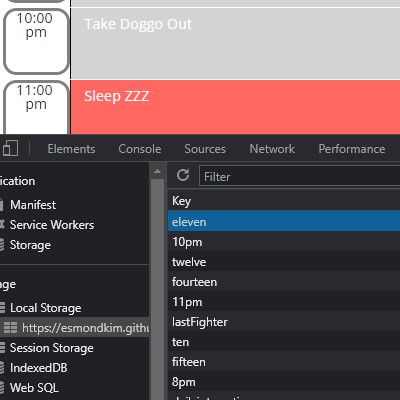 10:00
pm
Take Doggo Out
11:00
pm
Sleep ZZZ
Elements
Console
Sources
Network
Performance
ication
Filter
Manifest
Service Workers
Storage
age
Local Storage
https://esmondkim.githu
Session Storage
IndexedDB
Web SQL
Key
eleven
10pm
twelve
fourteen
11pm
lastFighter
ten
fifteen
8pm